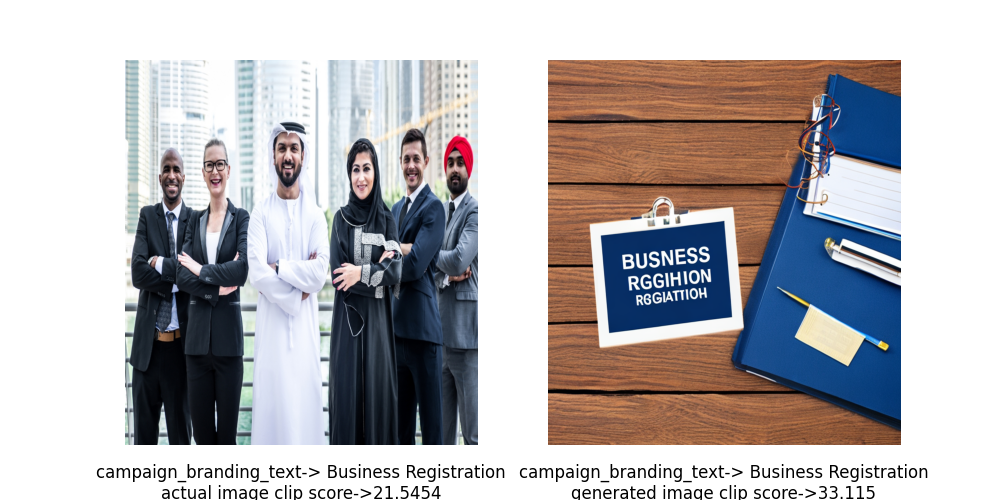 BUSNESS
RGGIHION
RGGIATTIOH
campaign_branding_text-> Business Registration
actual image clip score->21.5454
campaign_branding_text-> Business Registration
generated image clip score->33.115